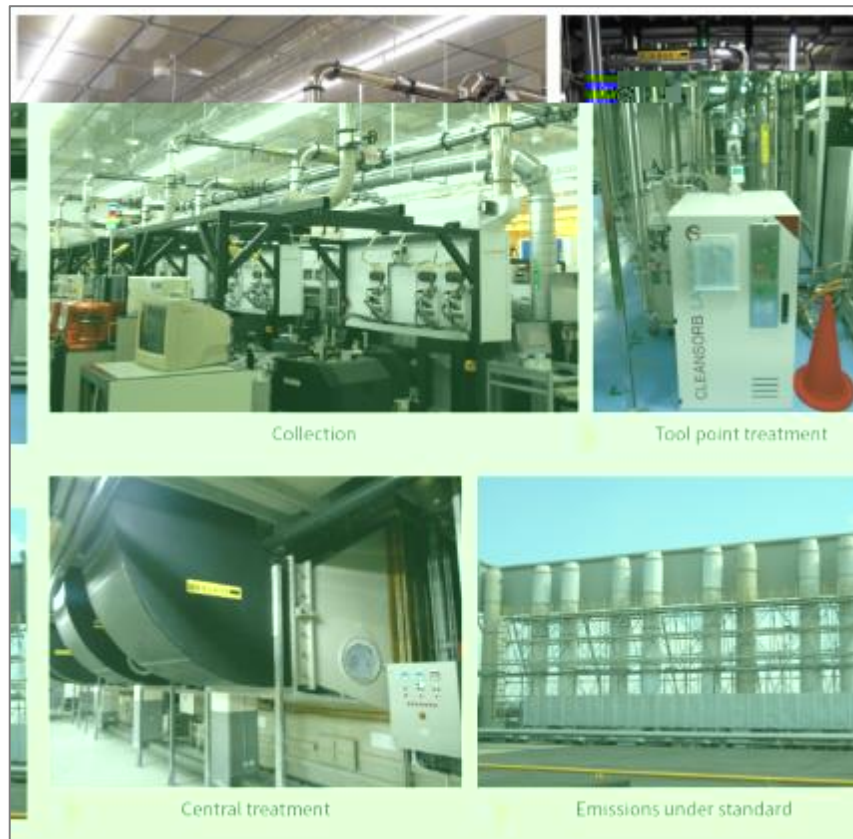 CLEANSORB
Collection
Tool point treatment
Central treatment
Emissions under standard